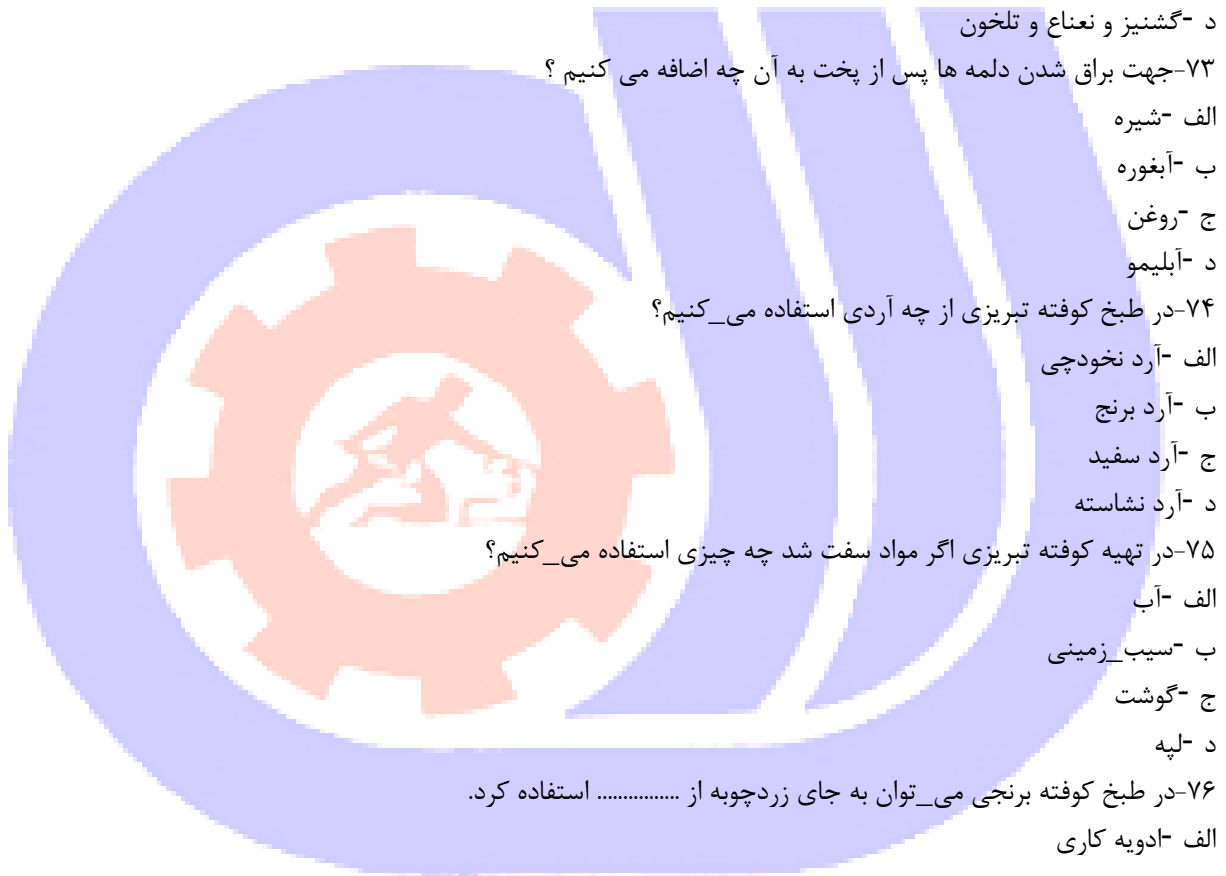 د -گشنیز و نعناع و تلخون
۷۳-جهت براق شدن دلمه ها پس از پخت به آن چه اضافه می کنیم ؟
الف -شیره
ب -آبغوره
ج -روغن
د -آبلیمو
۷۴-در طبخ کوفته تبریزی از چه آردی استفاده می_کنیم؟
الف -آرد نخودچی
ب -آرد برنج
ج -آرد سفید
د -آرد نشاسته
۷۵-در تهیه کوفته تبریزی اگر مواد سفت شد چه چیزی استفاده می_کنیم؟
الف -آب
ب -سیب_زمینی
ج -گوشت
د -لپه
۷۶-در طبخ کوفته برنجی می_توان به جای زردچوبه از ............... استفاده کرد.
الف -ادویه کاری